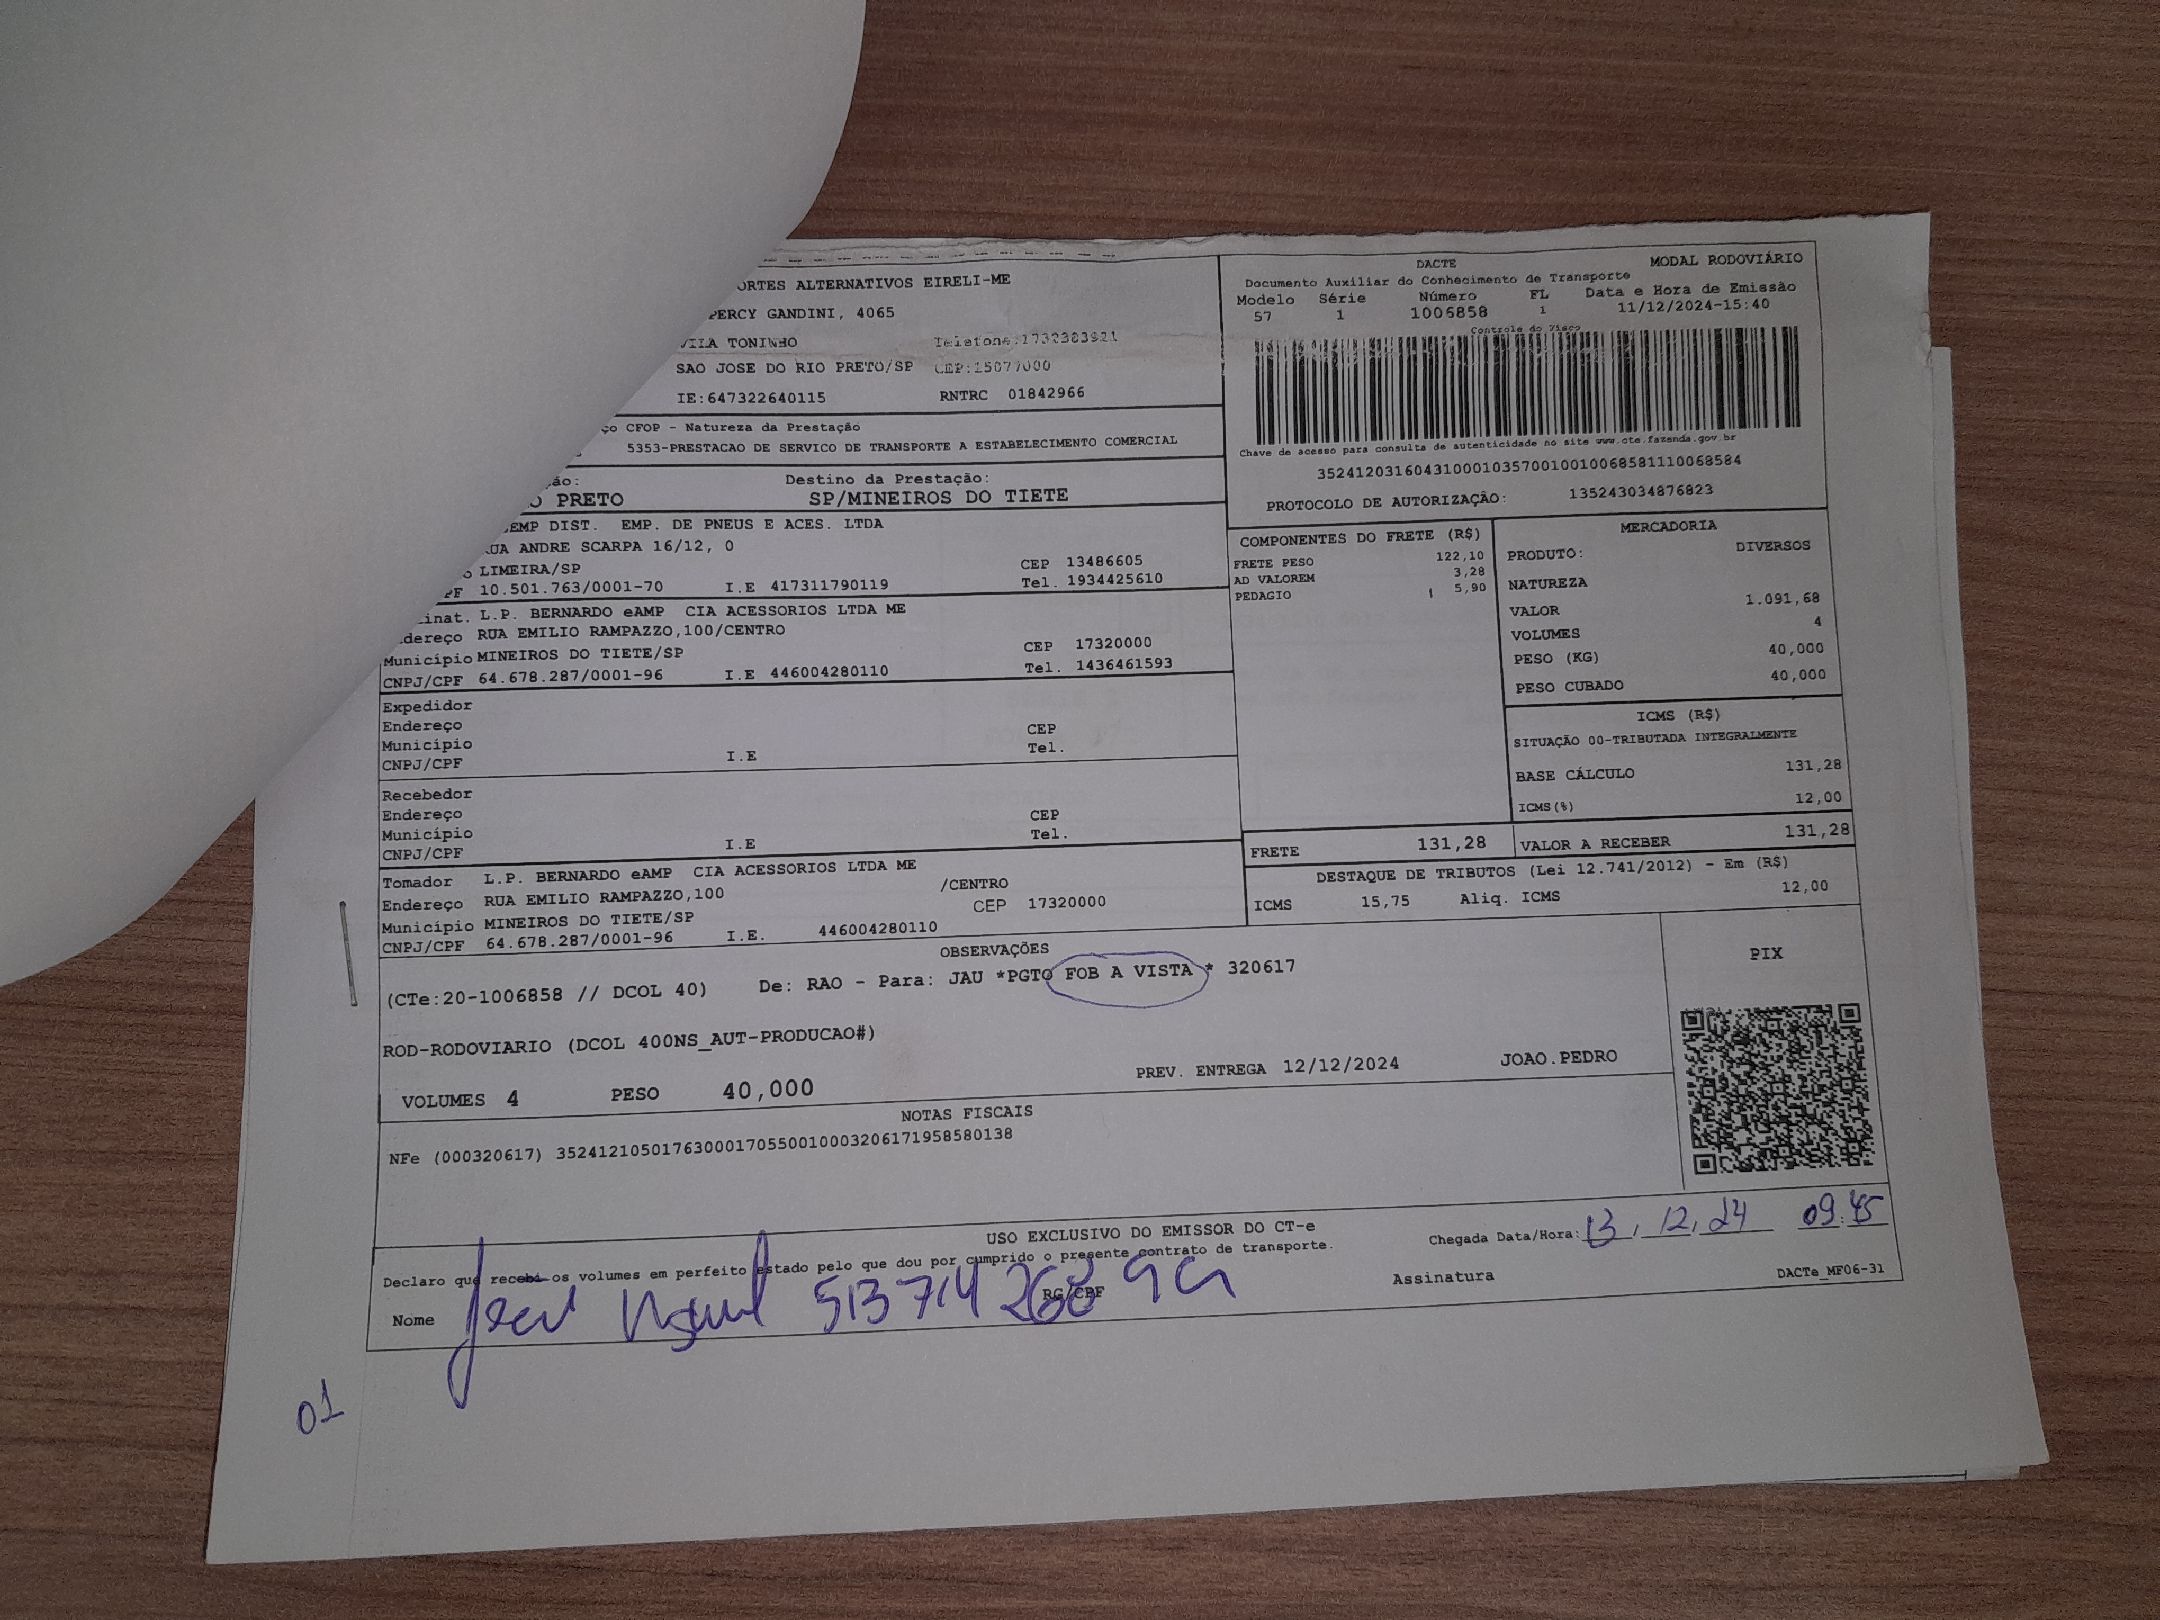 ORTES ALTERNATIVOS EIRELI-ME
PERCY GANDINI, 4065
VILA TONINHO Telefone:1732383921
SAO JOSE DO RIO PRETO/SP CEP:15077000
IE:647322640115 RNTRC 01842966
ço CFOP - Natureza da Prestação
5353-PRESTACAO DE SERVICO DE TRANSPORTE A ESTABELECIMENTO COMERCIAL
ão: Destino da Prestação:
O PRETO SP/MINEIROS DO TIETE
DACTE MODAL RODOVIÁRIO
Documento Auxiliar do Conhecimento de Transporte
Modelo Série Número FL Data e Hora de Emissão
57 1 1006858 1 11/12/2024-15:40
Controle do Fisco
Chave de acesso para consulta de autenticidade no site www.cte.fazenda.gov.br
35241203160431000103570010010068581110068584
PROTOCOLO DE AUTORIZAÇÃO: 135243034876823
EMP DIST. EMP. DE PNEUS E ACES. LTDA
RUA ANDRE SCARPA 16/12, 0
o LIMEIRA/SP CEP 13486605
PF 10.501.763/0001-70 I.E 417311790119 Tel. 1934425610
inat. L.P. BERNARDO eAMP CIA ACESSORIOS LTDA ME
dereço RUA EMILIO RAMPAZZO,100/CENTRO
Município MINEIROS DO TIETE/SP CEP 17320000
CNPJ/CPF 64.678.287/0001-96 I.E 446004280110 Tel. 1436461593
Expedidor
Endereço CEP
Município Tel.
CNPJ/CPF I.E
Recebedor
Endereço CEP
Município Tel.
CNPJ/CPF I.E
Tomador L.P. BERNARDO eAMP CIA ACESSORIOS LTDA ME
Endereço RUA EMILIO RAMPAZZO,100 /CENTRO
Município MINEIROS DO TIETE/SP CEP 17320000
CNPJ/CPF 64.678.287/0001-96 I.E. 446004280110
COMPONENTES DO FRETE (R$)
FRETE PESO 122,10
AD VALOREM 3,28
PEDAGIO 5,90
MERCADORIA
PRODUTO: DIVERSOS
NATUREZA
VALOR 1.091,68
VOLUMES 4
PESO (KG) 40,000
PESO CUBADO 40,000
ICMS (R$)
SITUAÇÃO 00-TRIBUTADA INTEGRALMENTE
BASE CÁLCULO 131,28
ICMS(%) 12,00
FRETE 131,28 VALOR A RECEBER 131,28
DESTAQUE DE TRIBUTOS (Lei 12.741/2012) - Em (R$)
ICMS 15,75 Aliq. ICMS 12,00
OBSERVAÇÕES
(CTe:20-1006858 // DCOL 40) De: RAO - Para: JAU *PGTO FOB A VISTA * 320617
ROD-RODOVIARIO (DCOL 400NS_AUT-PRODUCAO#)
PREV. ENTREGA 12/12/2024 JOAO.PEDRO
VOLUMES 4 PESO 40,000
PIX
NOTAS FISCAIS
NFe (000320617) 35241210501763000170550010003206171958580138
USO EXCLUSIVO DO EMISSOR DO CT-e
Declaro que recebi os volumes em perfeito estado pelo que dou por cumprido o presente contrato de transporte.
Chegada Data/Hora: 13, 12, 24 09:45
Nome 513714268 RG/CPF Assinatura DACTe_MF06-31
01